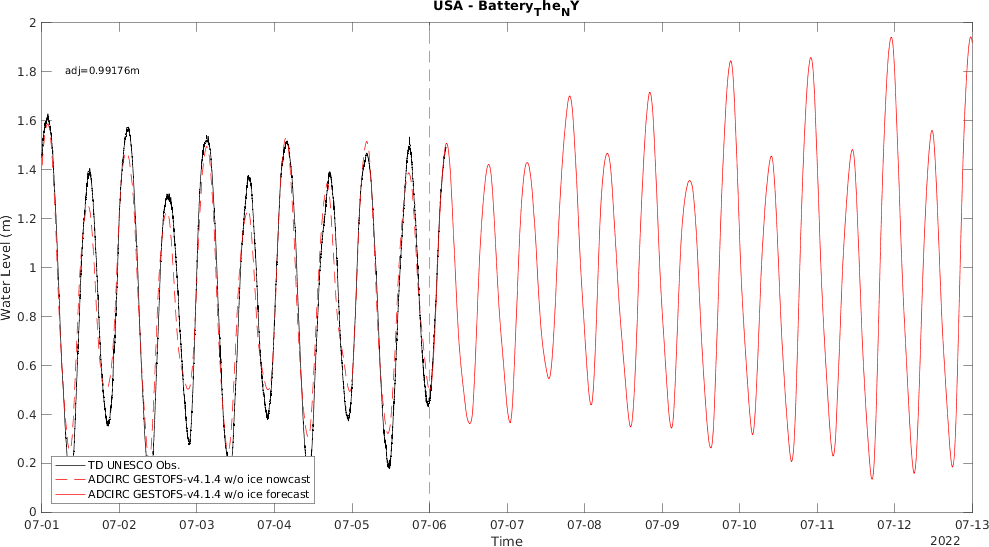 USA - BatteryTheNY
2
1.8
1.6
1.4
1.2
1
0.8
0.6
0.4
0.2
0
adj=0.99176m
Water Level (m)
TD UNESCO Obs.
ADCIRC GESTOFS-v4.1.4 w/o ice nowcast
ADCIRC GESTOFS-v4.1.4 w/o ice forecast
07-01 07-02 07-03 07-04 07-05 07-06 07-07 07-08 07-09 07-10 07-11 07-12 07-13
Time
2022